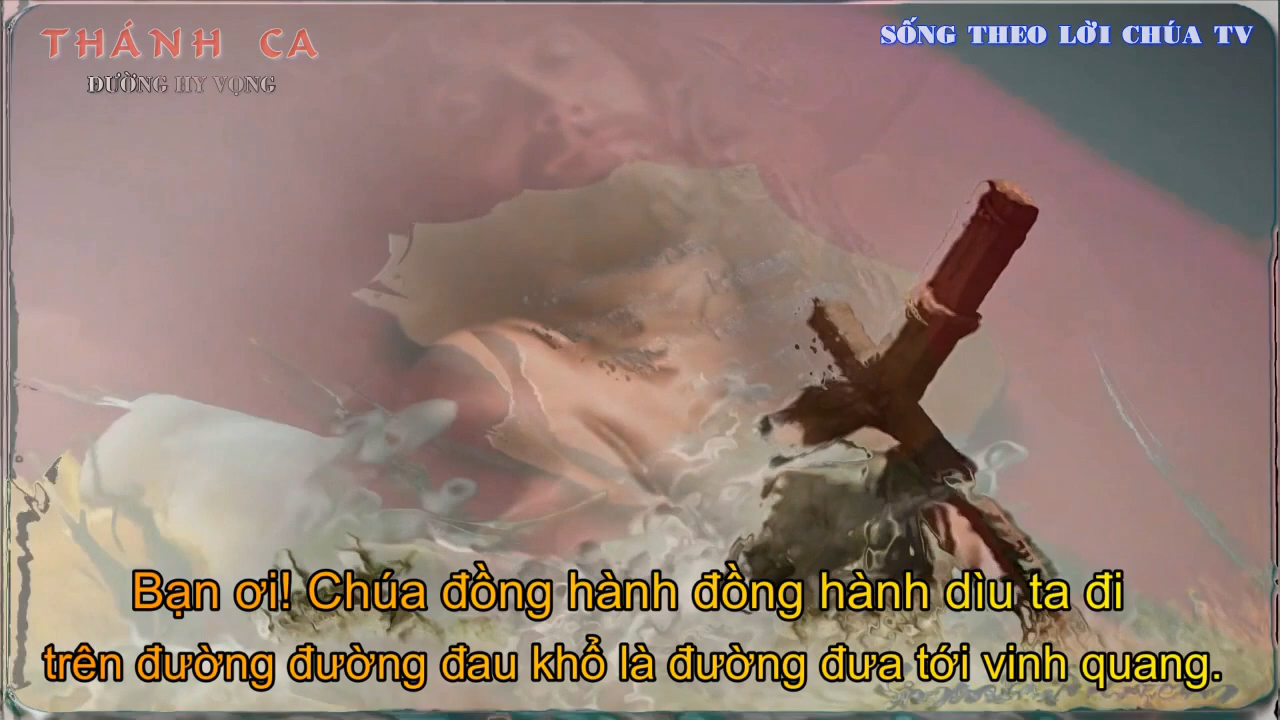 THÁNH CA
ĐƯỜNG HY VỌNG
SỐNG THEO LỜI CHÚA TV
Bạn ơi! Chúa đồng hành đồng hành dìu ta đi
trên đường đường đau khổ là đường đưa tới vinh quang.